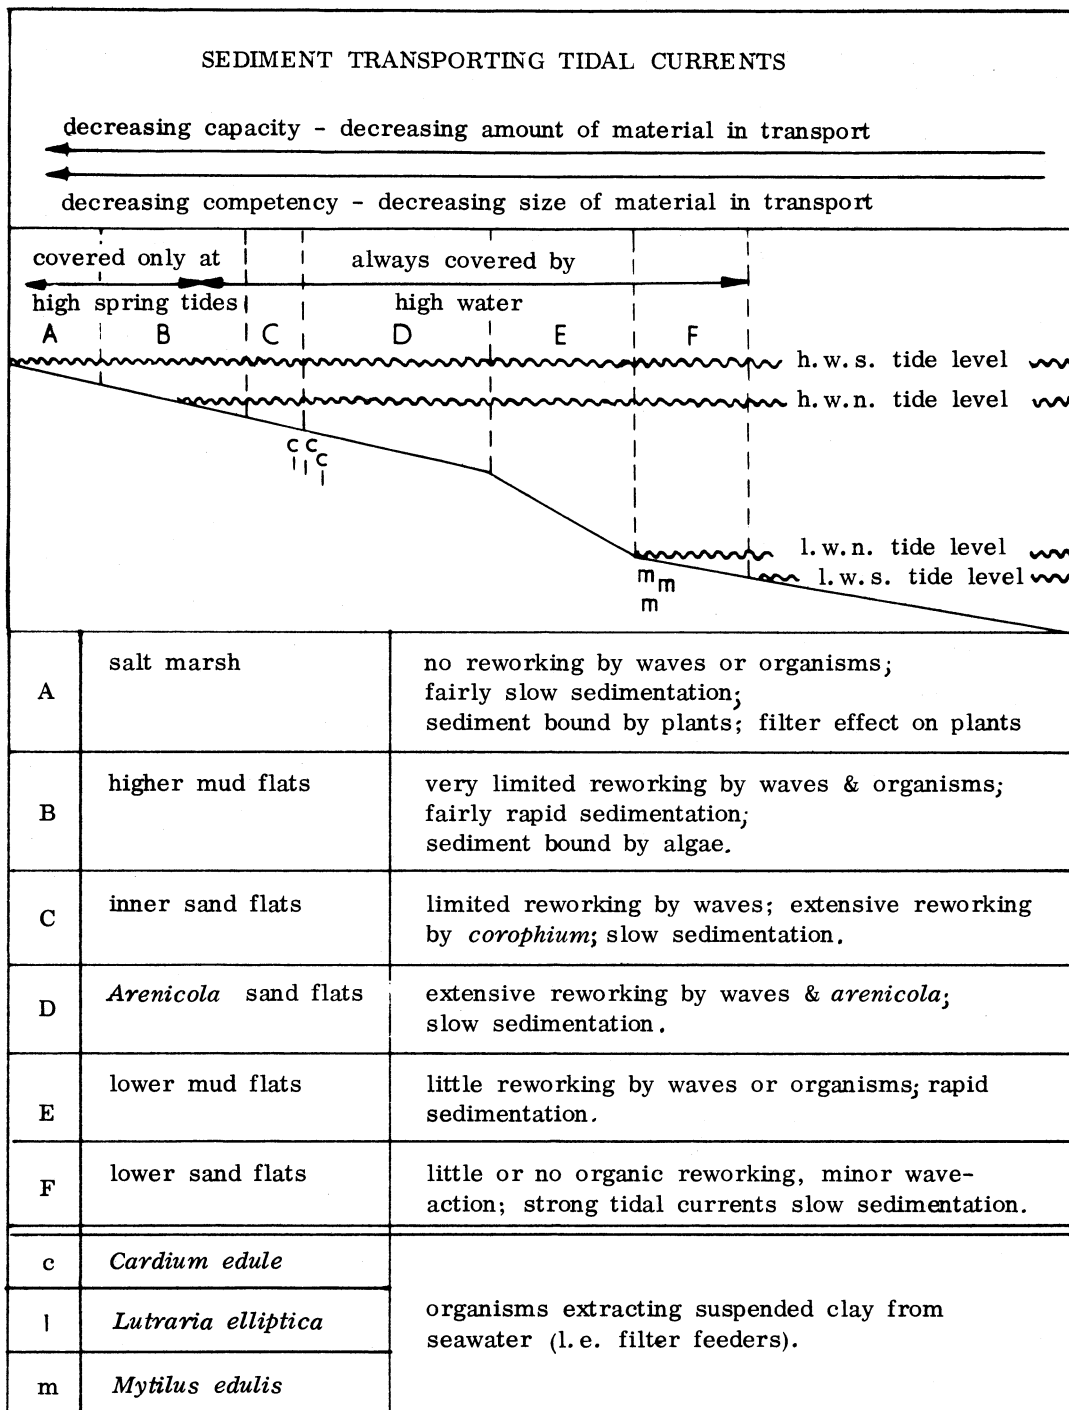 SEDIMENT TRANSPORTING TIDAL CURRENTS
decreasing capacity - decreasing amount of material in transport
decreasing competency - decreasing size of material in transport
covered only at
always covered by
high spring tides
high water
A B C D E F
h.w.s. tide level
h.w.n. tide level
c c c
l l l
l.w.n. tide level
l.w.s. tide level
m m
m
A
salt marsh
no reworking by waves or organisms;
fairly slow sedimentation;
sediment bound by plants; filter effect on plants
B
higher mud flats
very limited reworking by waves & organisms;
fairly rapid sedimentation;
sediment bound by algae.
C
inner sand flats
limited reworking by waves; extensive reworking
by corophium; slow sedimentation.
D
Arenicola sand flats
extensive reworking by waves & arenicola;
slow sedimentation.
E
lower mud flats
little reworking by waves or organisms; rapid
sedimentation.
F
lower sand flats
little or no organic reworking, minor wave-
action; strong tidal currents slow sedimentation.
c
Cardium edule
l
Lutraria elliptica
m
Mytilus edulis
organisms extracting suspended clay from
seawater (l.e. filter feeders).